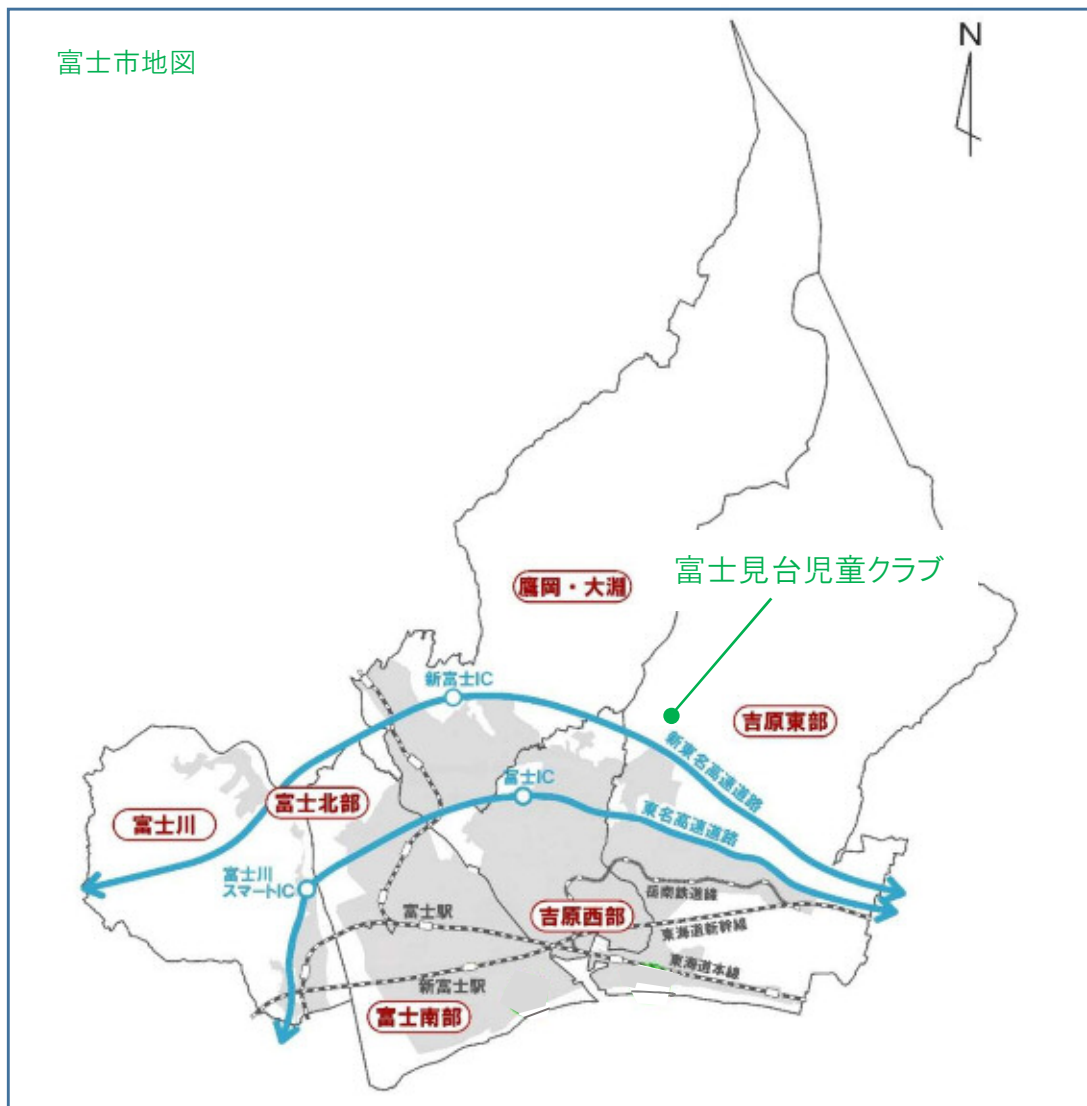 富士市地図
N
富士見台児童クラブ
鷹岡・大淵
新富士IC
吉原東部
新東名高速道路
富士IC
富士北部
東名高速道路
富士川
富士川
スマートIC
岳南鉄道線
富士駅
吉原西部
東海道新幹線
東海道本線
新富士駅
富士南部